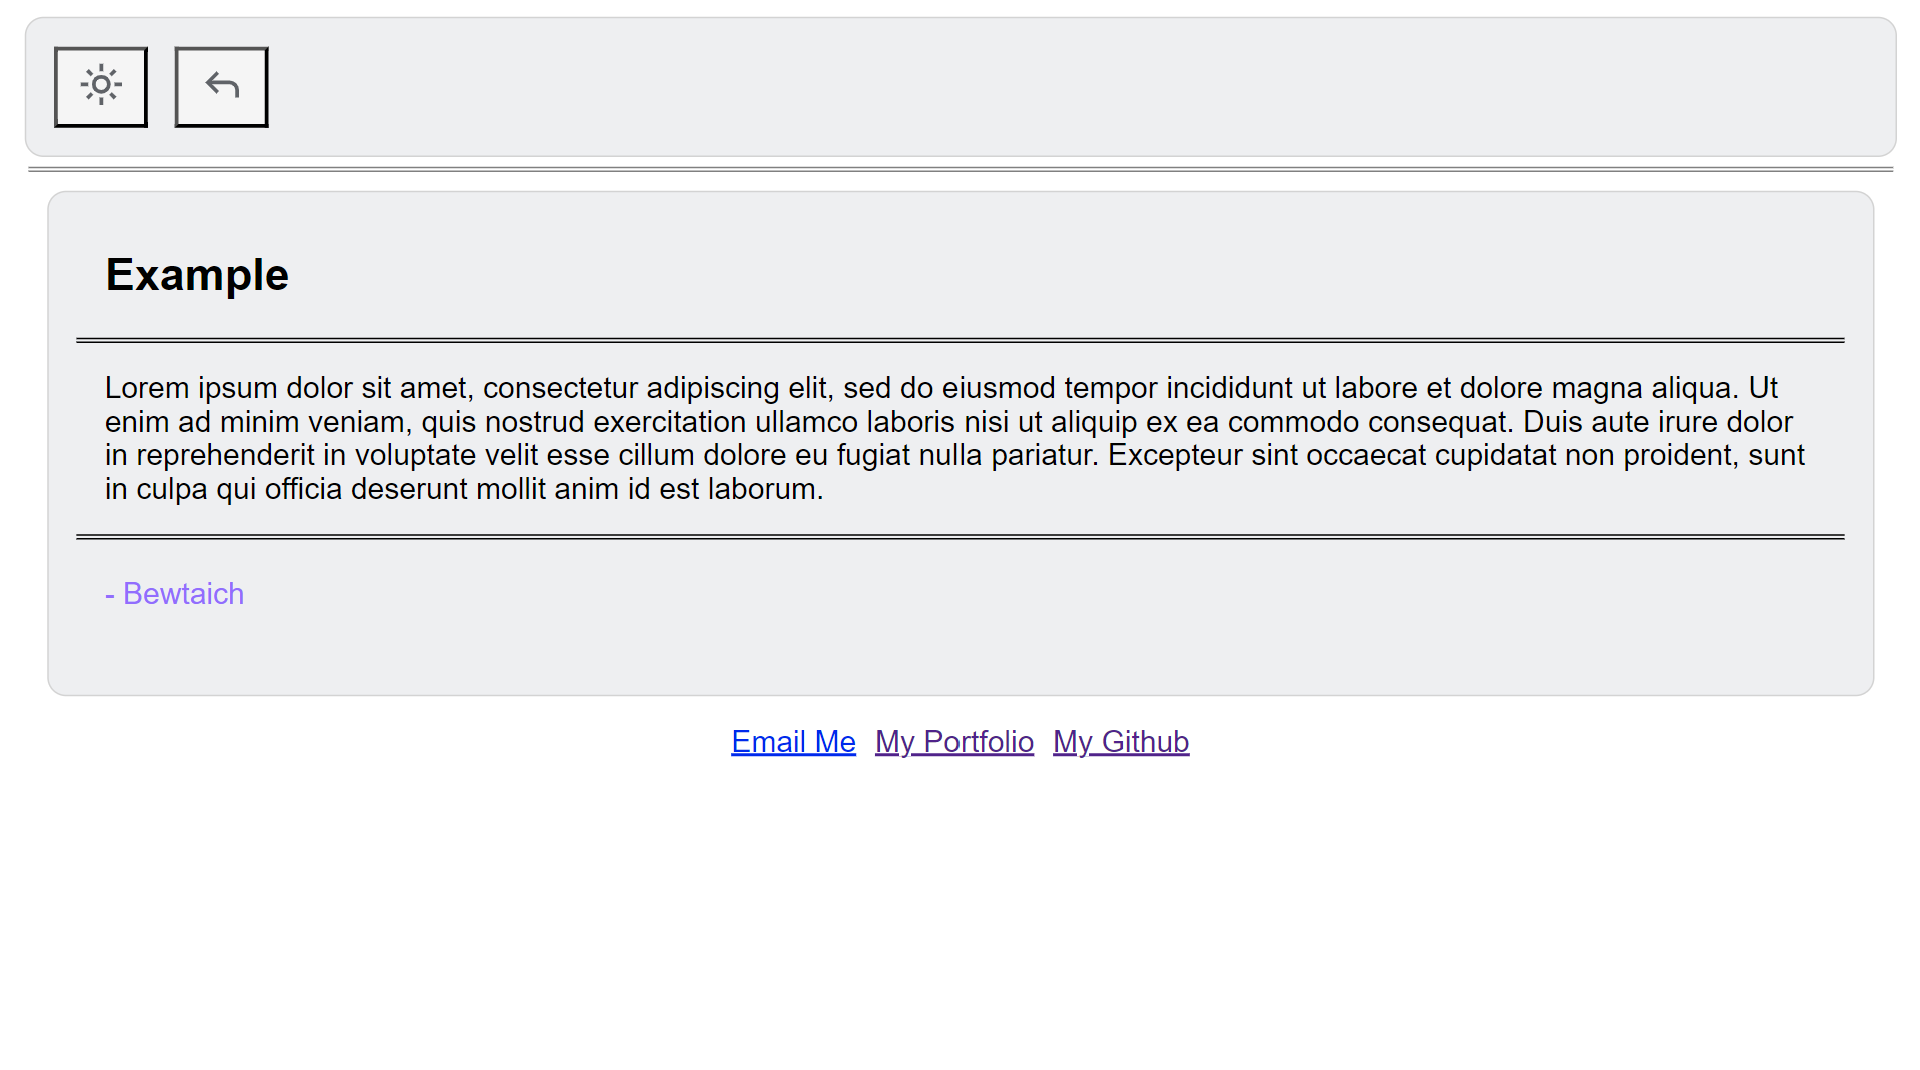 Example
Lorem ipsum dolor sit amet, consectetur adipiscing elit, sed do eiusmod tempor incididunt ut labore et dolore magna aliqua. Ut
enim ad minim veniam, quis nostrud exercitation ullamco laboris nisi ut aliquip ex ea commodo consequat. Duis aute irure dolor
in reprehenderit in voluptate velit esse cillum dolore eu fugiat nulla pariatur. Excepteur sint occaecat cupidatat non proident, sunt
in culpa qui officia deserunt mollit anim id est laborum.
- Bewtaich
Email Me My Portfolio My Github